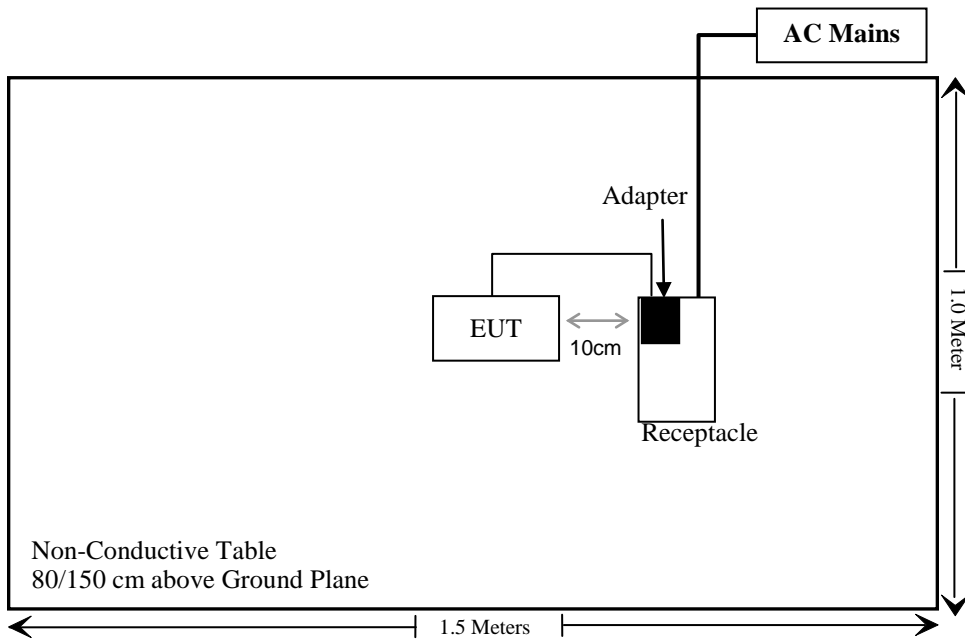 AC Mains
Adapter
EUT
10cm
1.0 Meter
Receptacle
Non-Conductive Table
80/150 cm above Ground Plane
1.5 Meters